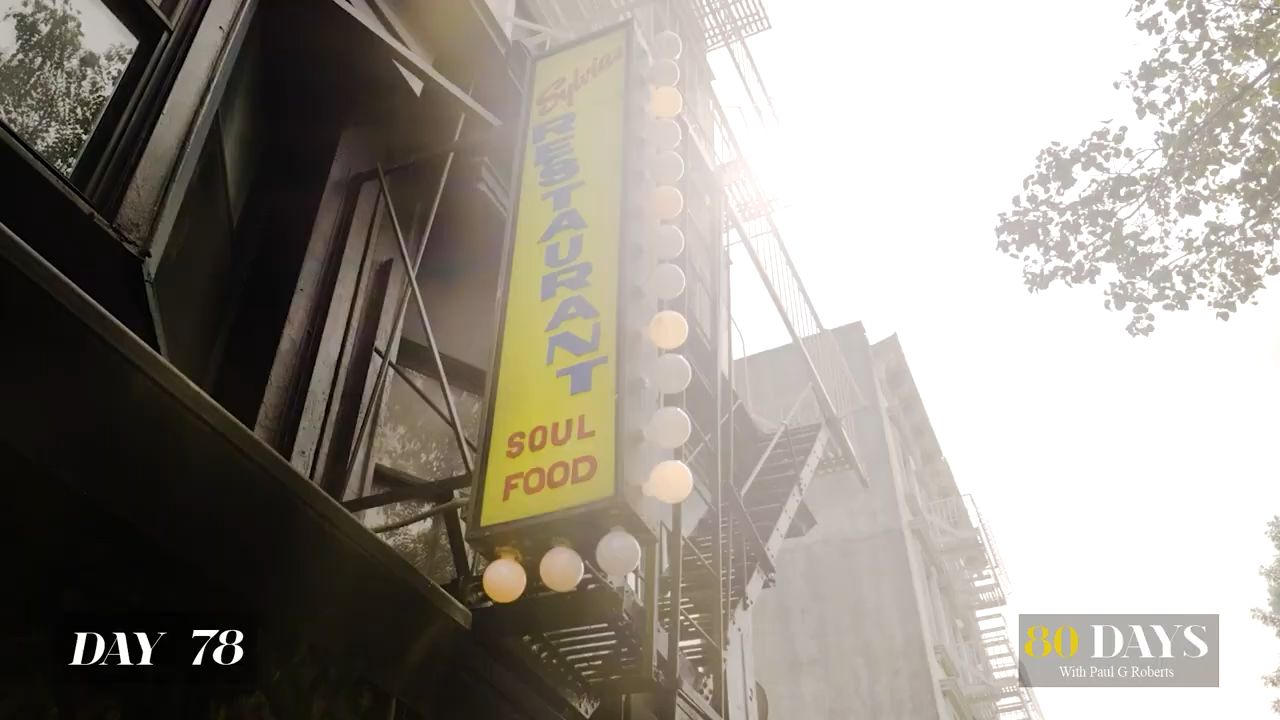 Sylvia's
RESTAURANT
SOUL
FOOD
DAY 78
80 DAYS
With Paul G Roberts